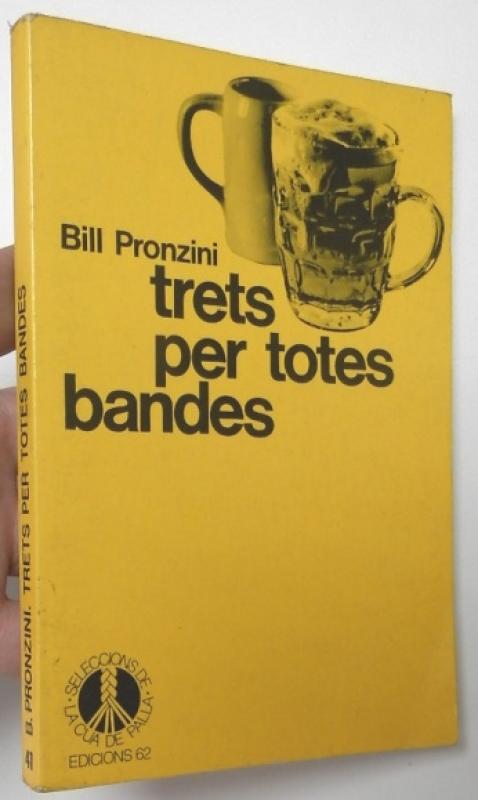 Bill Pronzini
trets
per totes
bandes
SELECCIONS DE
LA CUA DE PALLA
EDICIONS 62
B. PRONZINI. TRETS PER TOTES BANDES
41